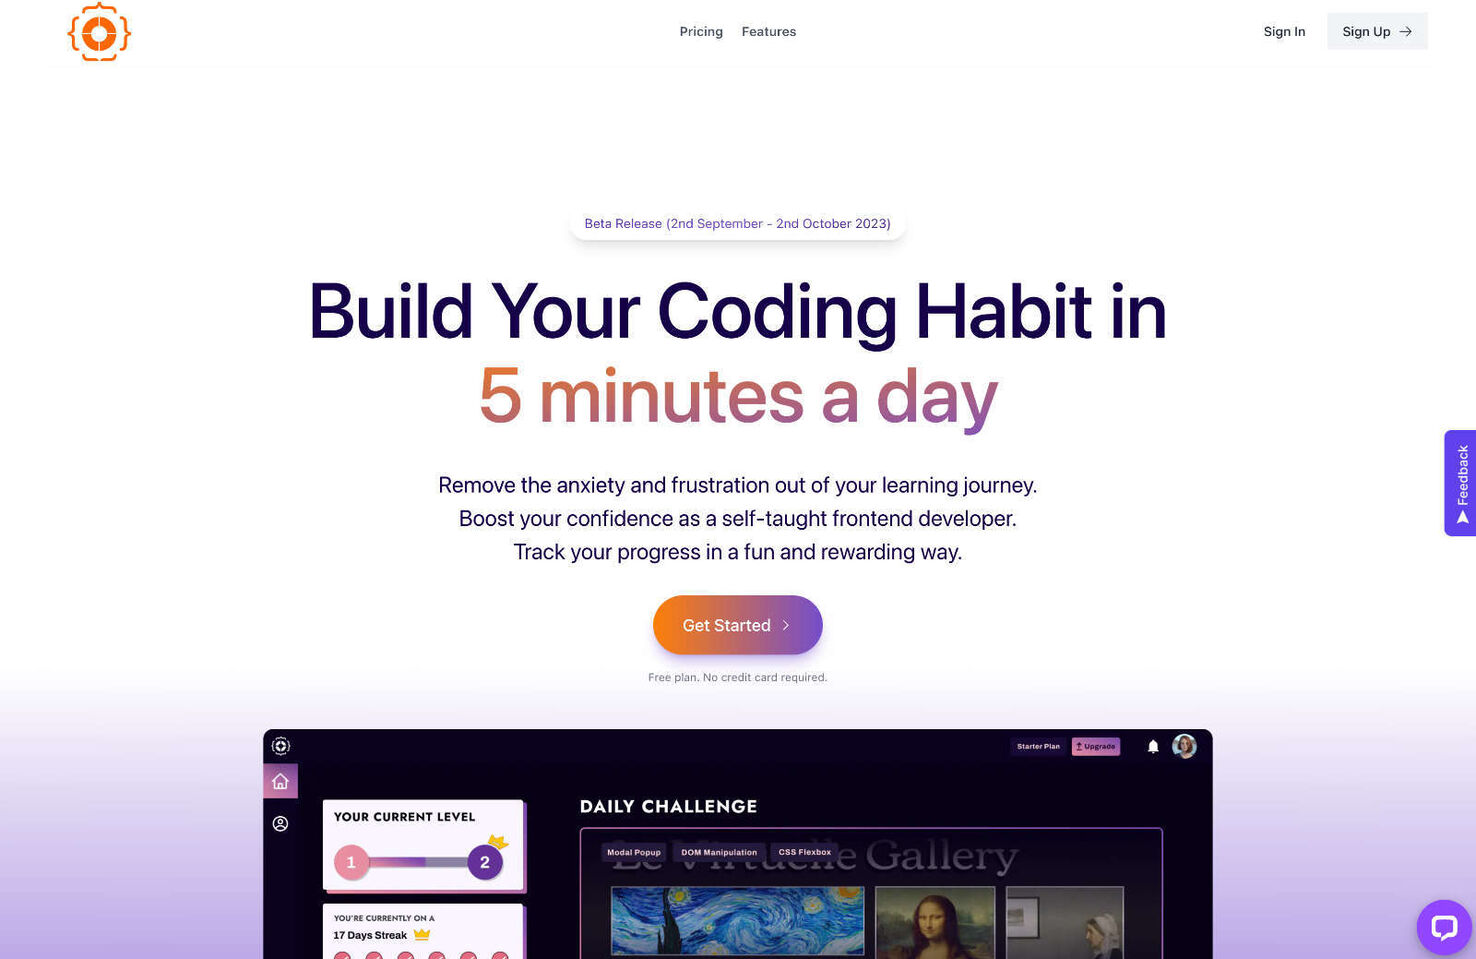 Pricing
Features
Sign In
Sign Up
Beta Release (2nd September - 2nd October 2023)
Build Your Coding Habit in
5 minutes a day
Remove the anxiety and frustration out of your learning journey.
Boost your confidence as a self-taught frontend developer.
Track your progress in a fun and rewarding way.
Get Started
Free plan. No credit card required.
Feedback
Starter Plan
Upgrade
YOUR CURRENT LEVEL
1
2
YOU'RE CURRENTLY ON A
17 Days Streak
DAILY CHALLENGE
Modal Popup
DOM Manipulation
CSS Flexbox
Le Virtuelle Gallery